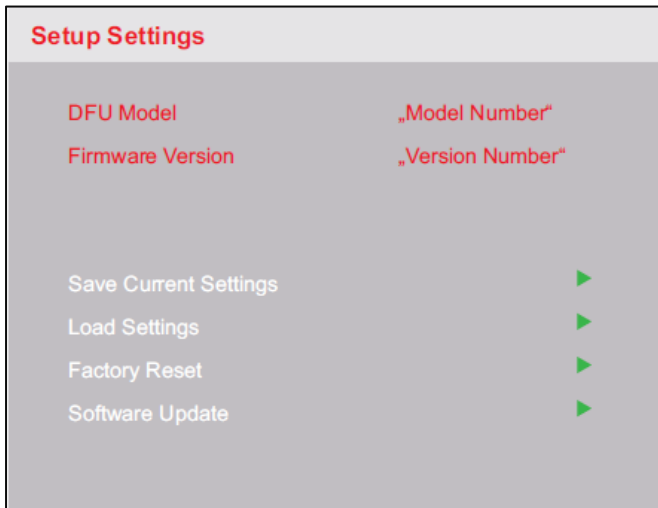 Setup Settings
DFU Model „Model Number“
Firmware Version „Version Number“
Save Current Settings
Load Settings
Factory Reset
Software Update